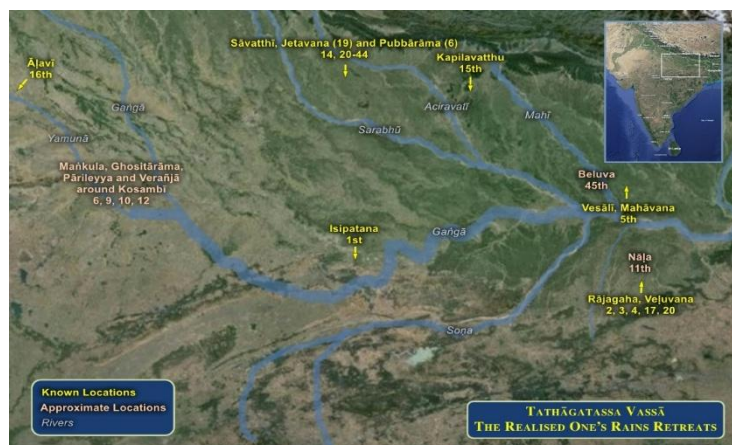 Sāvatthī, Jetavana (19) and Pubbārāma (6)
14, 20-44
Kapilavatthu
15th
Āḷavī
16th
Gaṅgā
Yamunā
Aciravatī
Mahī
Sarabhū
Maṅkula, Ghositārāma,
Pārileyya and Verañjā
around Kosambī
6, 9, 10, 12
Beluva
45th
Vesālī, Mahāvana
5th
Isipatana
1st
Gaṅgā
Nāḷa
11th
Rājagaha, Veḷuvana
2, 3, 4, 17, 20
Soṇa
Known Locations
Approximate Locations
Rivers
Tathāgatassa Vassā
The Realised One's Rains Retreats